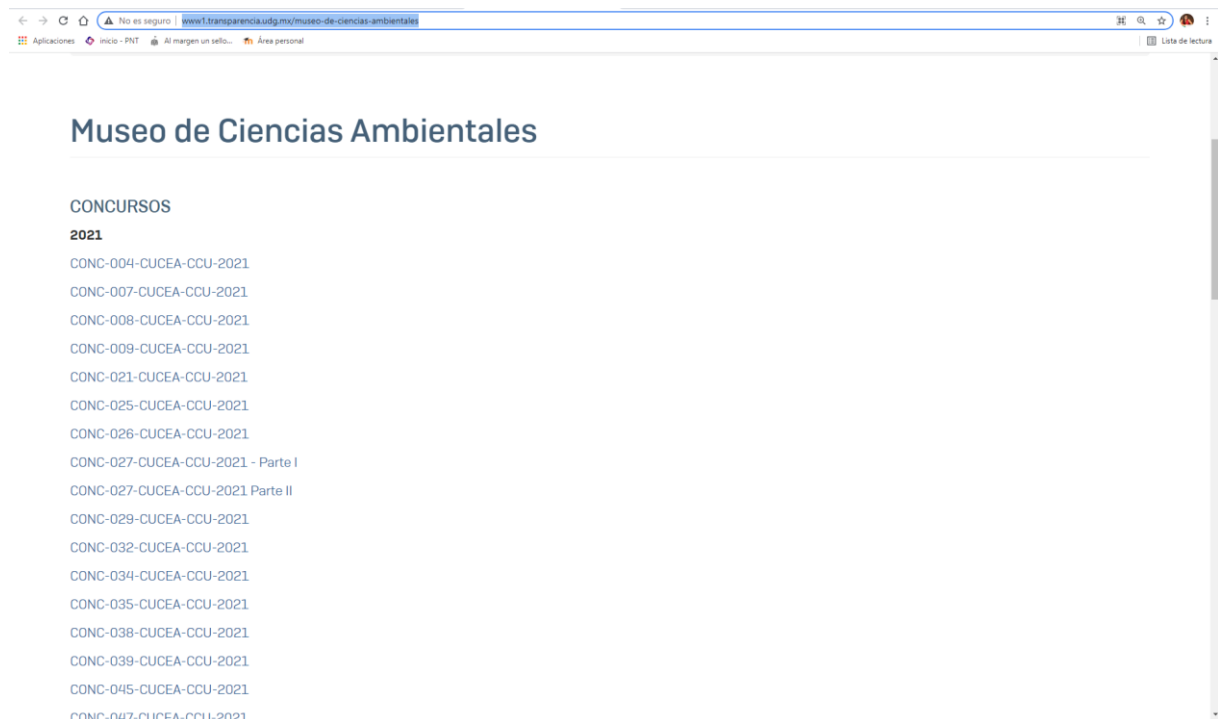 No es seguro | www1.transparencia.udg.mx/museo-de-ciencias-ambientales
Aplicaciones inicio - PNT Al margen un sello... Área personal Lista de lectura
Museo de Ciencias Ambientales
CONCURSOS
2021
CONC-004-CUCEA-CCU-2021
CONC-007-CUCEA-CCU-2021
CONC-008-CUCEA-CCU-2021
CONC-009-CUCEA-CCU-2021
CONC-021-CUCEA-CCU-2021
CONC-025-CUCEA-CCU-2021
CONC-026-CUCEA-CCU-2021
CONC-027-CUCEA-CCU-2021 - Parte I
CONC-027-CUCEA-CCU-2021 Parte II
CONC-029-CUCEA-CCU-2021
CONC-032-CUCEA-CCU-2021
CONC-034-CUCEA-CCU-2021
CONC-035-CUCEA-CCU-2021
CONC-038-CUCEA-CCU-2021
CONC-039-CUCEA-CCU-2021
CONC-045-CUCEA-CCU-2021
CONC-047-CUCEA-CCU-2021